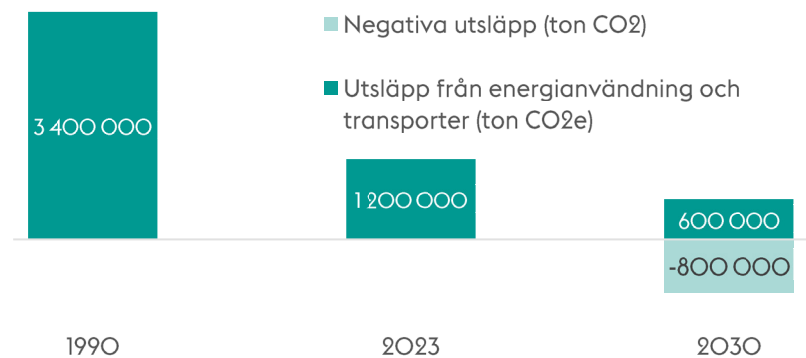 Negativa utsläpp (ton CO2)
Utsläpp från energianvändning och
transporter (ton CO2e)
3 400 000
1 200 000
600 000
-800 000
1990
2023
2030